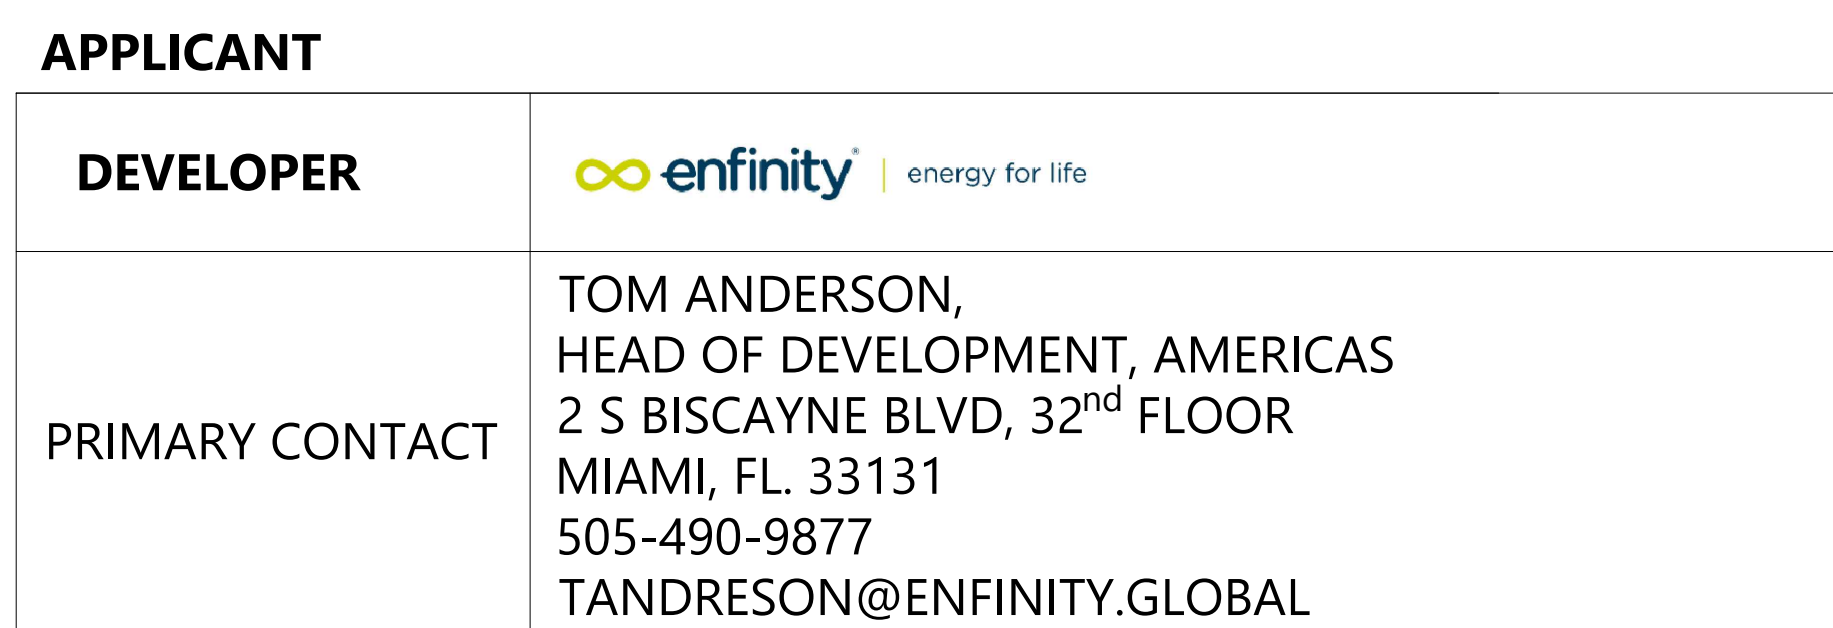 APPLICANT
DEVELOPER
enfinity® | energy for life
PRIMARY CONTACT
TOM ANDERSON,
HEAD OF DEVELOPMENT, AMERICAS
2 S BISCAYNE BLVD, 32nd FLOOR
MIAMI, FL. 33131
505-490-9877
TANDRESON@ENFINITY.GLOBAL